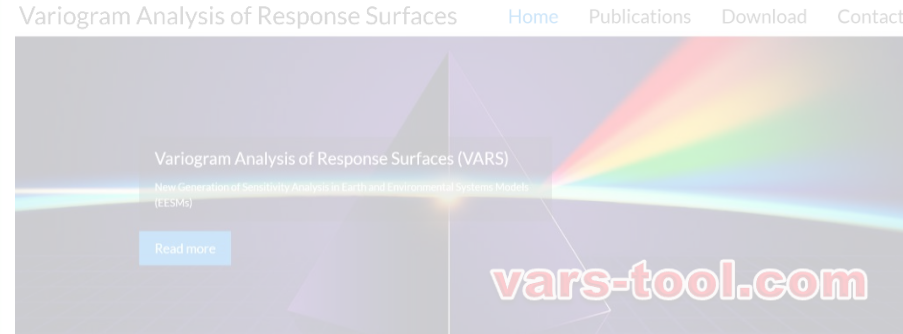 Variogram Analysis of Response Surfaces Home Publications Download Contact
Variogram Analysis of Response Surfaces (VARS)
New Generation of Sensitivity Analysis in Earth and Environmental Systems Models
(EESMs)
Read more
vars-tool.com